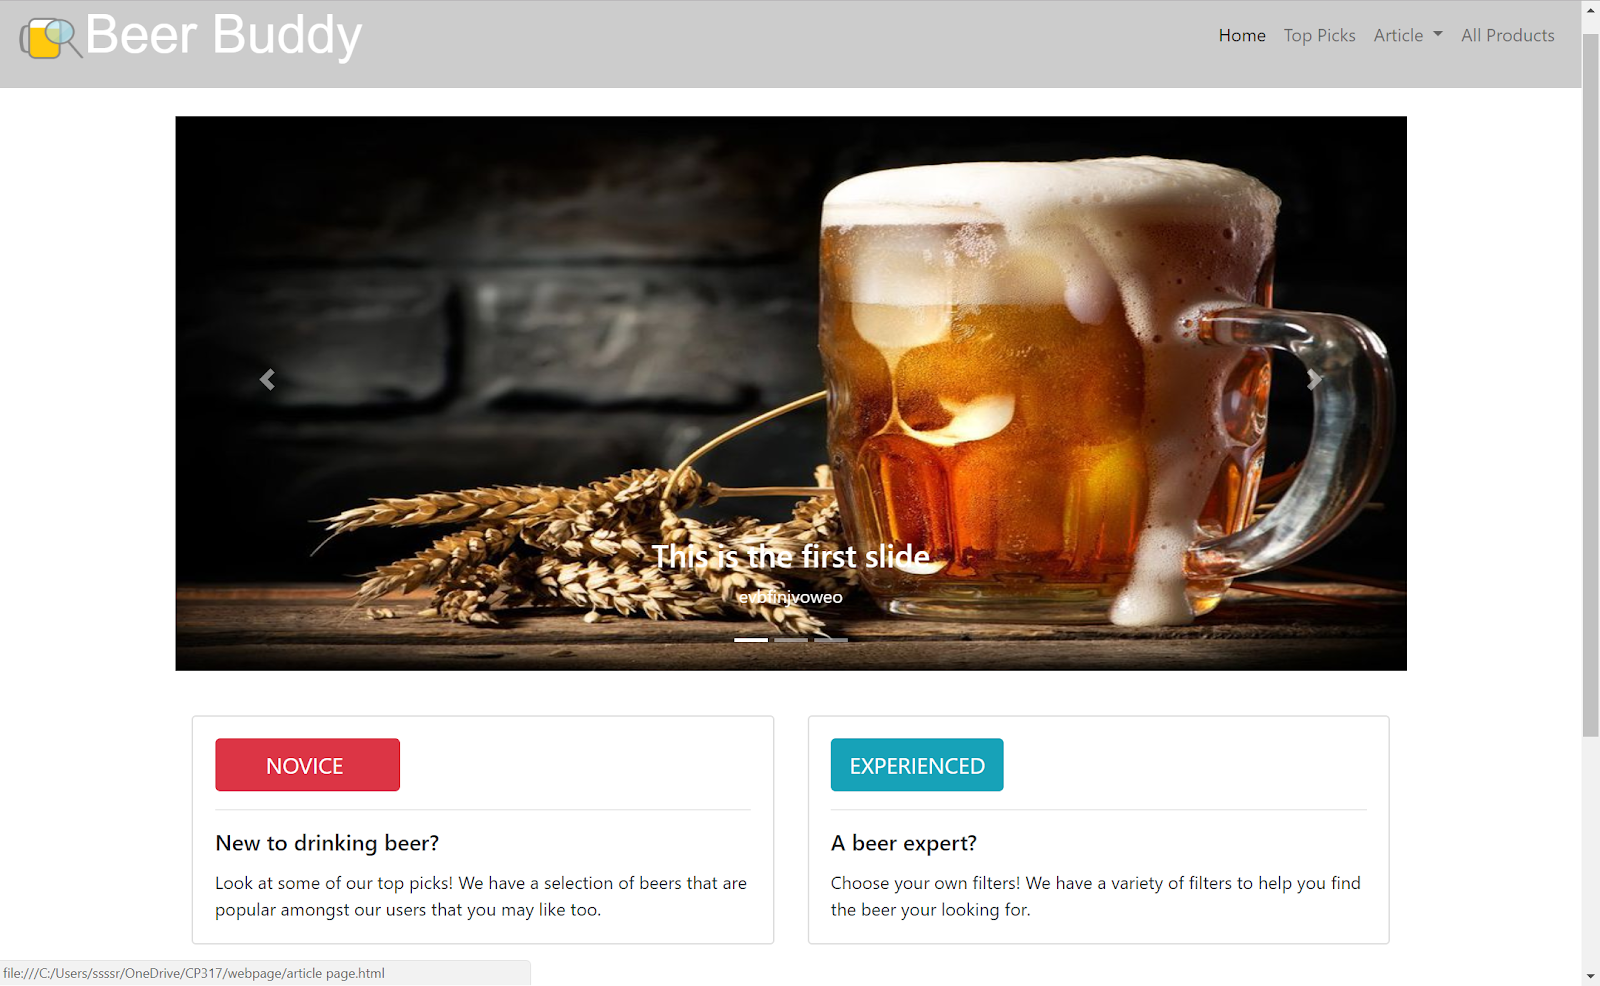 Beer Buddy
Home Top Picks Article All Products
This is the first slide
evbfinjvoweo
NOVICE
New to drinking beer?
Look at some of our top picks! We have a selection of beers that are
popular amongst our users that you may like too.
EXPERIENCED
A beer expert?
Choose your own filters! We have a variety of filters to help you find
the beer your looking for.
file:///C:/Users/ssssr/OneDrive/CP317/webpage/article page.html